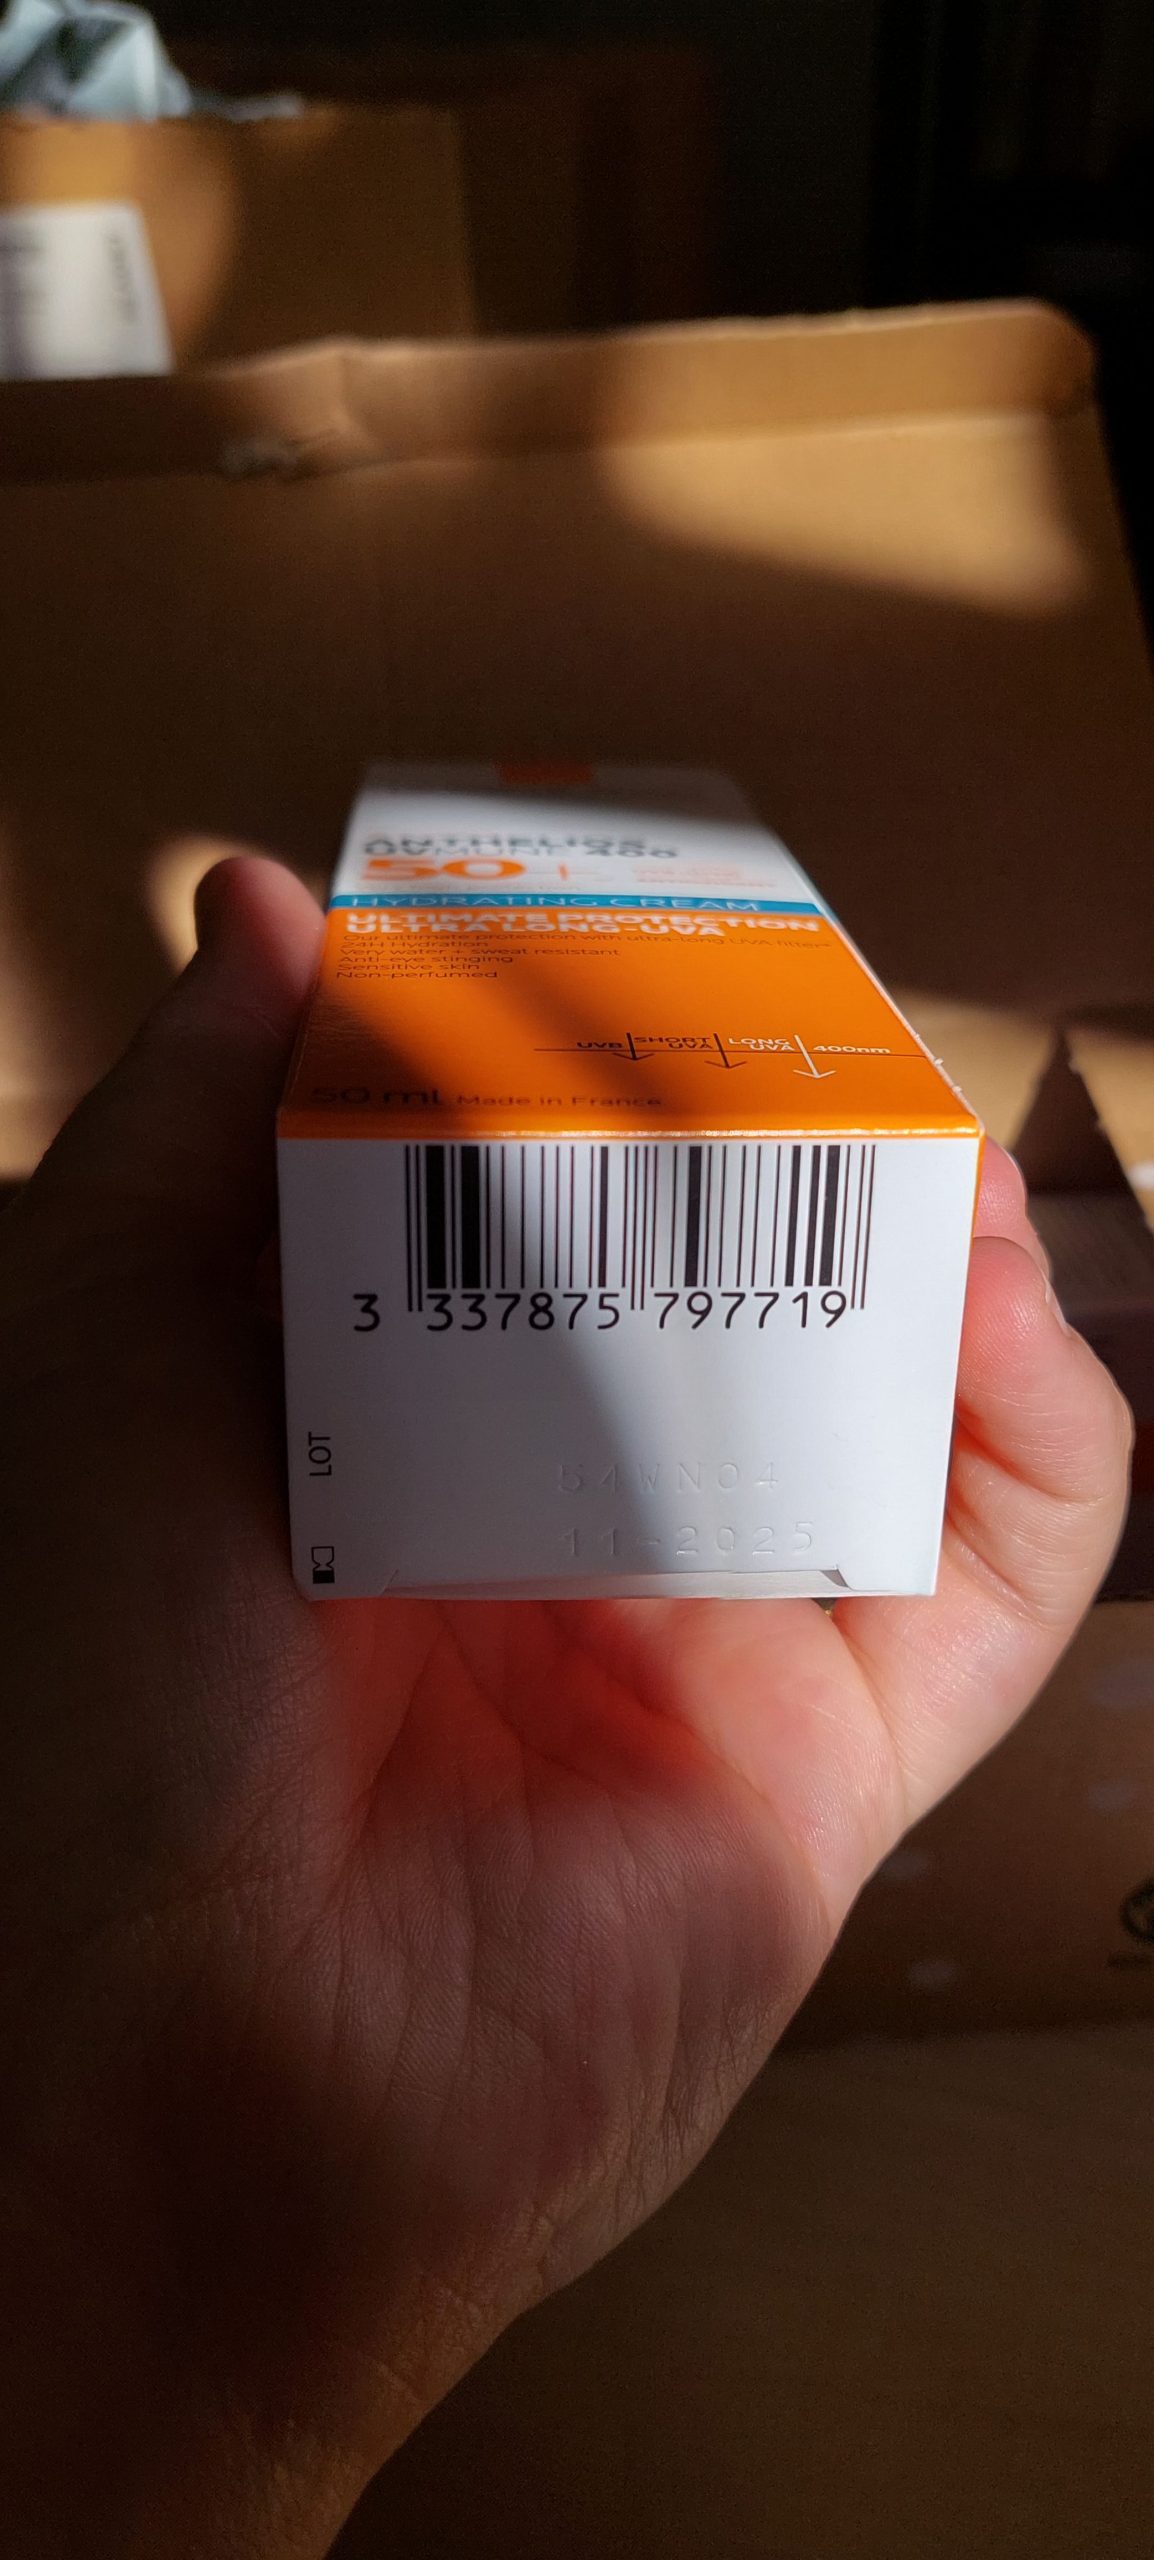 ANTHELIOS
UVMUNE 400
50+
HYDRATING CREAM
ULTIMATE PROTECTION
ULTRA LONG-UVA
Our ultimate protection with ultra-long UVA filter*
24H Hydration
Very water + sweat resistant
Anti-eye stinging
Sensitive skin
Non-perfumed
UVB SHORT UVA LONG UVA 400nm
50 ml Made in France
3 337875 797719
LOT
54WN04
11-2025